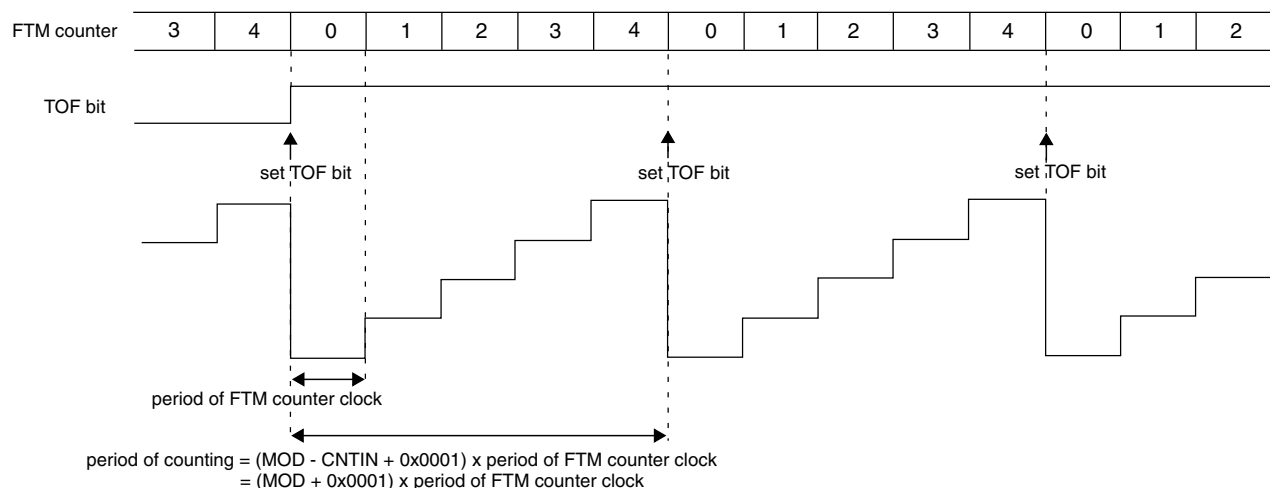 FTM counter 3 4 0 1 2 3 4 0 1 2 3 4 0 1 2
TOF bit
set TOF bit set TOF bit set TOF bit
period of FTM counter clock
period of counting = (MOD - CNTIN + 0x0001) x period of FTM counter clock
= (MOD + 0x0001) x period of FTM counter clock